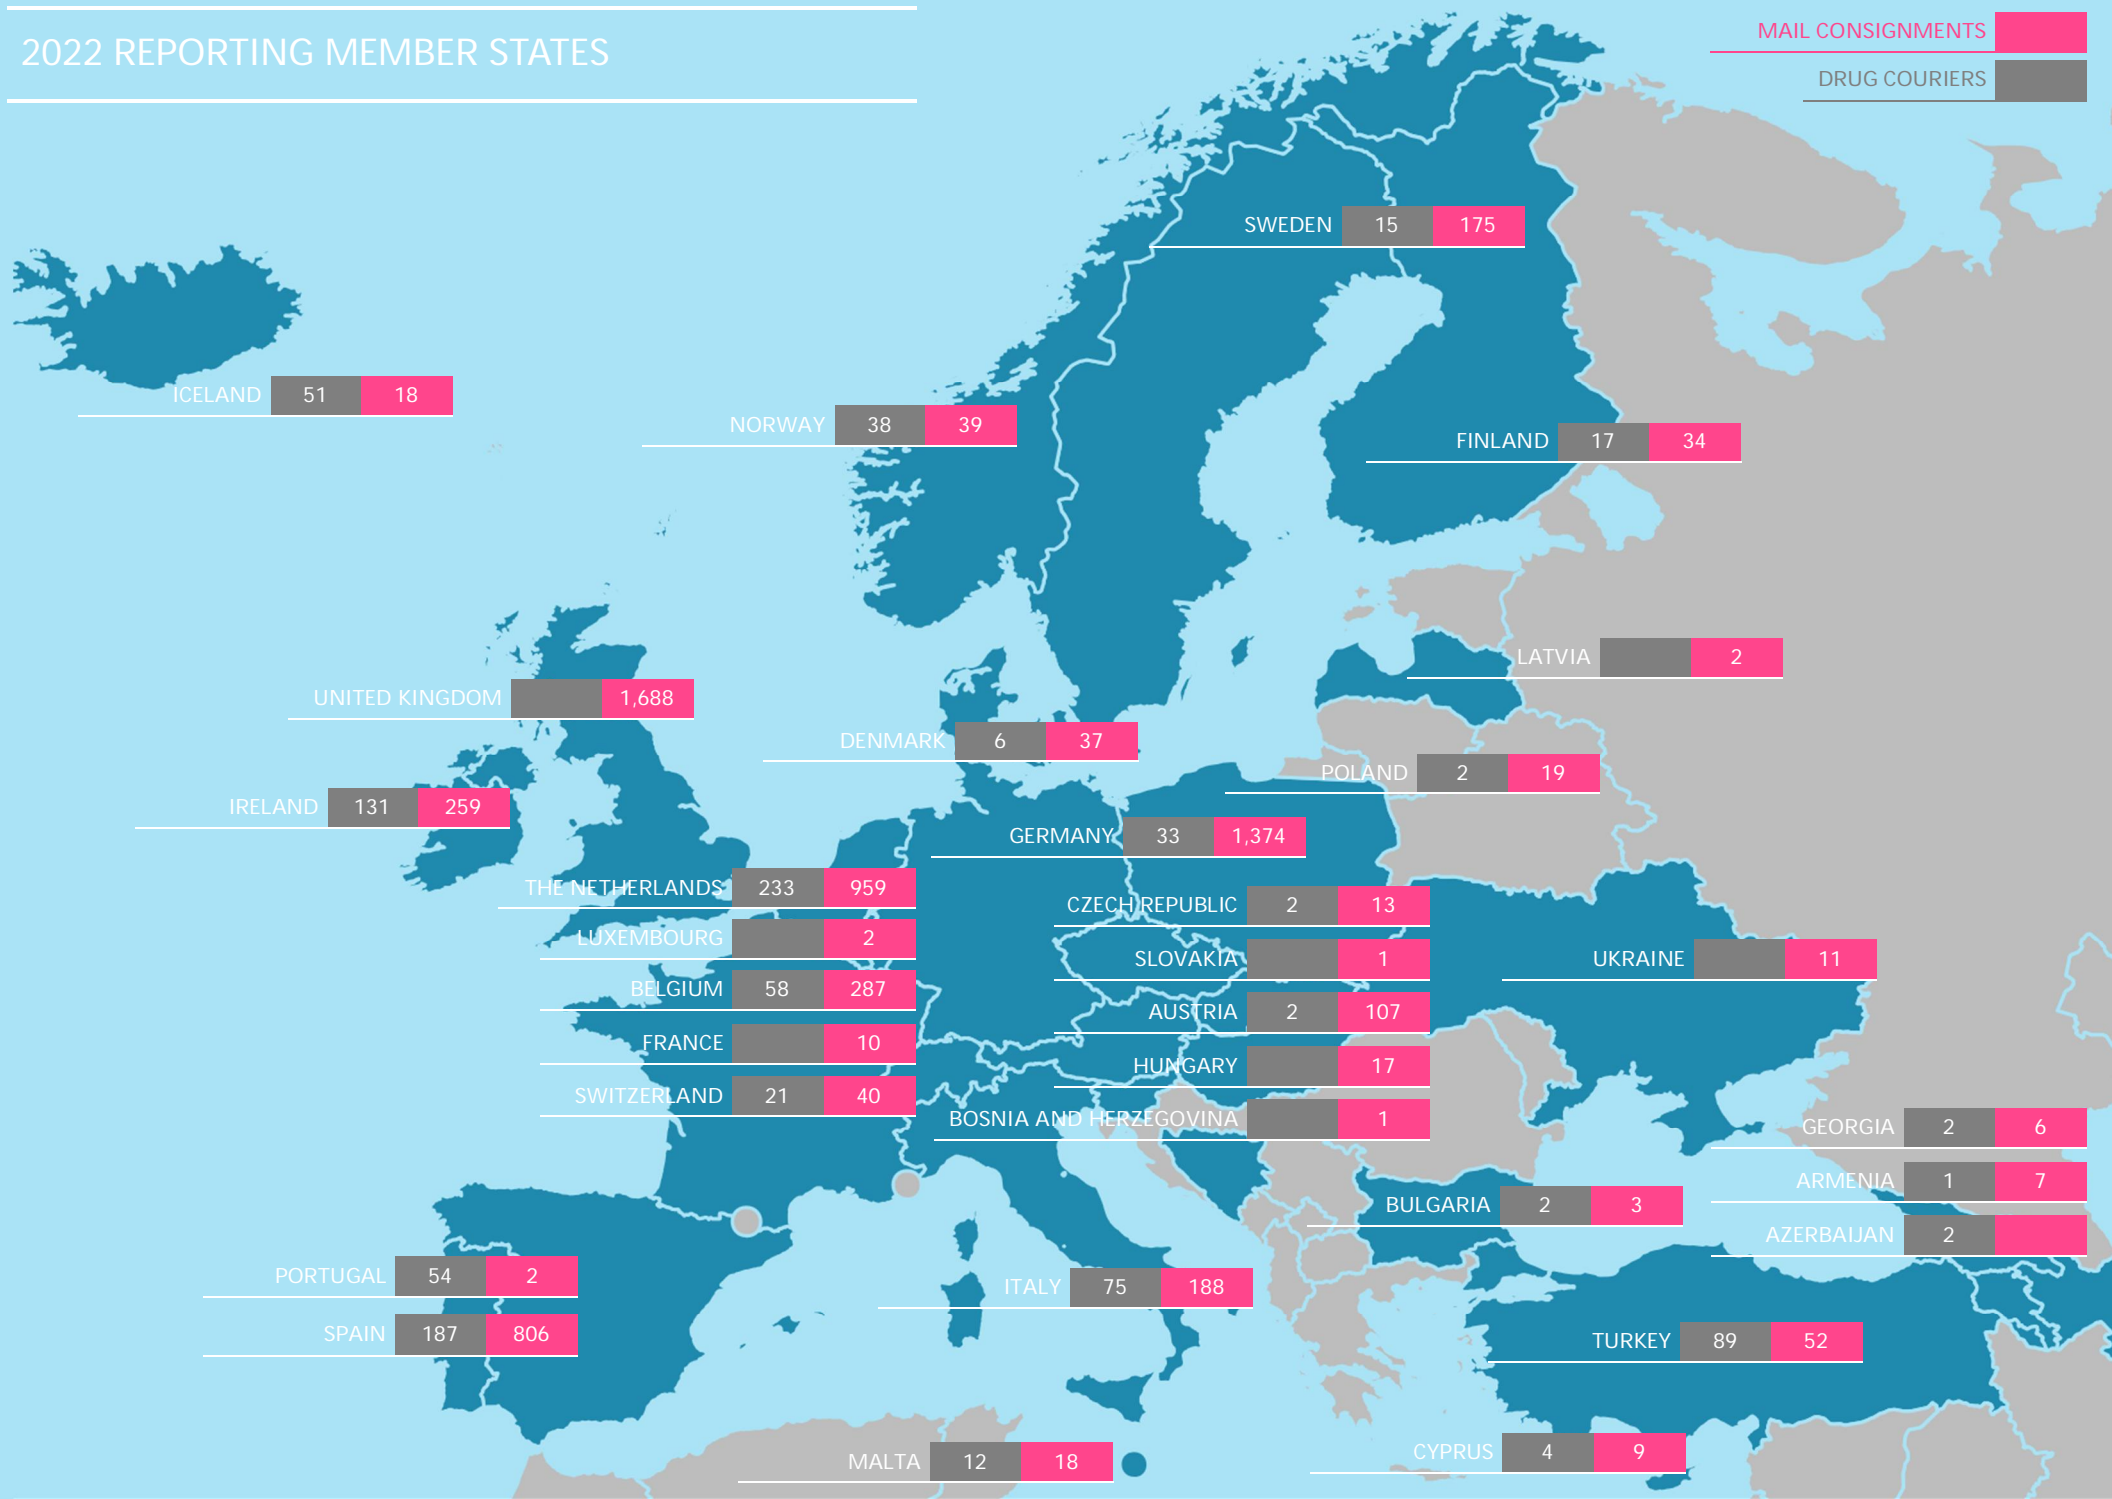 2022 REPORTING MEMBER STATES
MAIL CONSIGNMENTS
DRUG COURIERS
SWEDEN 15 175
ICELAND 51 18
NORWAY 38 39
FINLAND 17 34
LATVIA 2
UNITED KINGDOM 1,688
DENMARK 6 37
POLAND 2 19
IRELAND 131 259
GERMANY 33 1,374
THE NETHERLANDS 233 959
LUXEMBOURG 2
BELGIUM 58 287
FRANCE 10
SWITZERLAND 21 40
CZECH REPUBLIC 2 13
SLOVAKIA 1
AUSTRIA 2 107
HUNGARY 17
BOSNIA AND HERZEGOVINA 1
UKRAINE 11
GEORGIA 2 6
ARMENIA 1 7
AZERBAIJAN 2
BULGARIA 2 3
PORTUGAL 54 2
SPAIN 187 806
ITALY 75 188
TURKEY 89 52
MALTA 12 18
CYPRUS 4 9